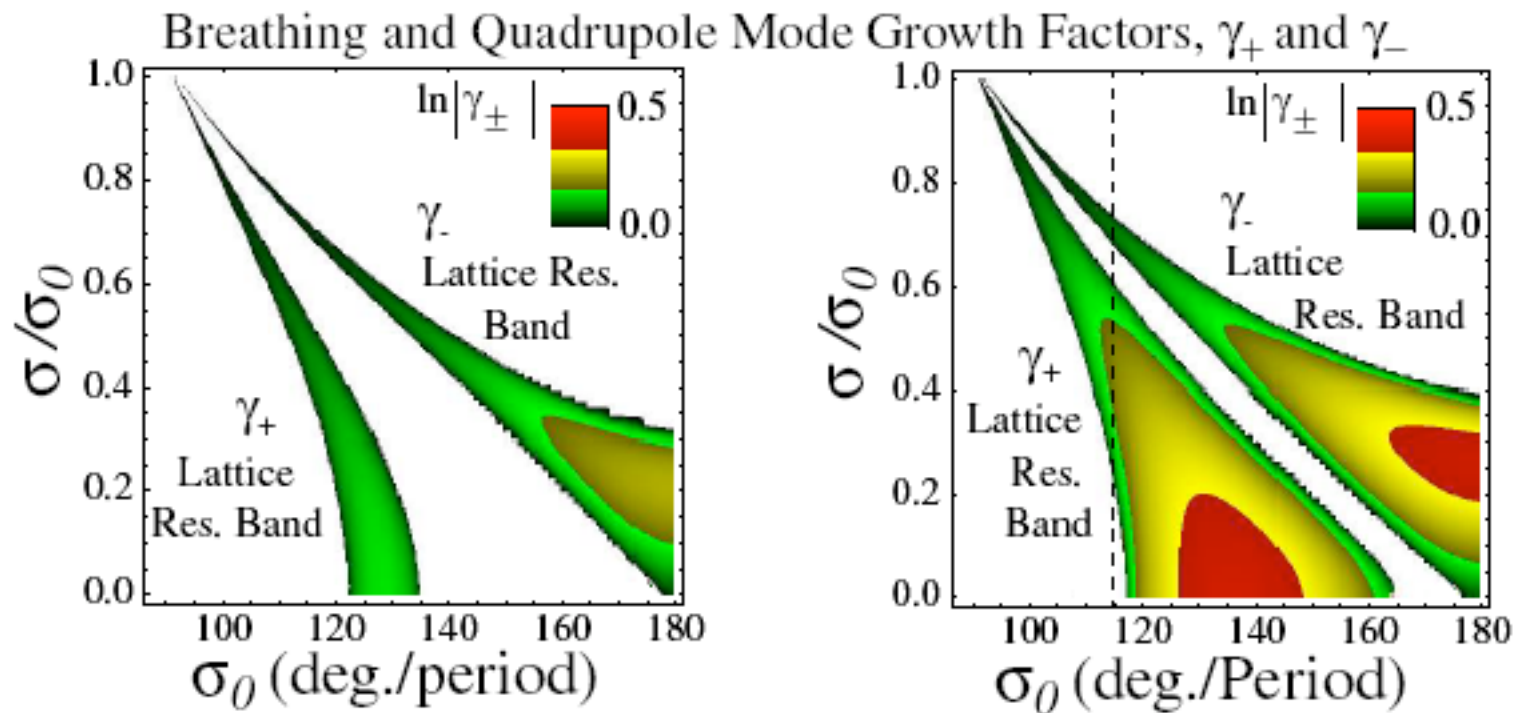 Breathing and Quadrupole Mode Growth Factors, γ+ and γ−
1.0
0.8
0.6
0.4
0.2
0.0
σ/σ0
ln|γ± |
0.5
0.0
γ-
Lattice Res.
Band
γ+
Lattice
Res. Band
100 120 140 160 180
σ0 (deg./period)
1.0
0.8
0.6
0.4
0.2
0.0
σ/σ0
ln|γ± |
0.5
0.0
γ-
Lattice
Res. Band
γ+
Lattice
Res.
Band
100 120 140 160 180
σ0 (deg./Period)